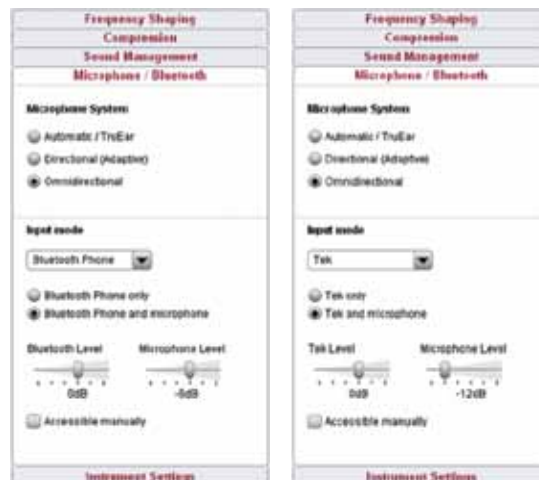 Frequency Shaping
Compression
Sound Management
Microphone / Bluetooth
Microphone System
Automatic / TruEar
Directional (Adaptive)
Omnidirectional
Input mode
Bluetooth Phone
Bluetooth Phone only
Bluetooth Phone and microphone
Bluetooth Level
Microphone Level
0dB
-6dB
Accessible manually
Instrument Settings
Frequency Shaping
Compression
Sound Management
Microphone / Bluetooth
Microphone System
Automatic / TruEar
Directional (Adaptive)
Omnidirectional
Input mode
Tek
Tek only
Tek and microphone
Tek Level
Microphone Level
0dB
-12dB
Accessible manually
Instrument Settings